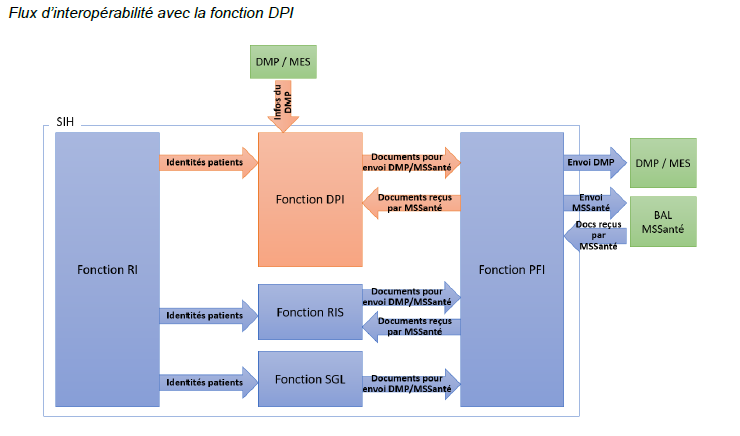 Flux d'interopérabilité avec la fonction DPI
DMP / MES
Infos du
DMP
SIH
Identités patients
Fonction DPI
Documents pour
envoi DMP/MSSanté
Documents reçus
par MSSanté
Envoi DMP
DMP / MES
Envoi
MSSanté
Docs reçus
par
MSSanté
BAL
MSSanté
Fonction RI
Fonction PFI
Identités patients
Fonction RIS
Documents pour
envoi DMP/MSSanté
Documents reçus
par MSSanté
Identités patients
Fonction SGL
Documents pour
envoi DMP/MSSanté